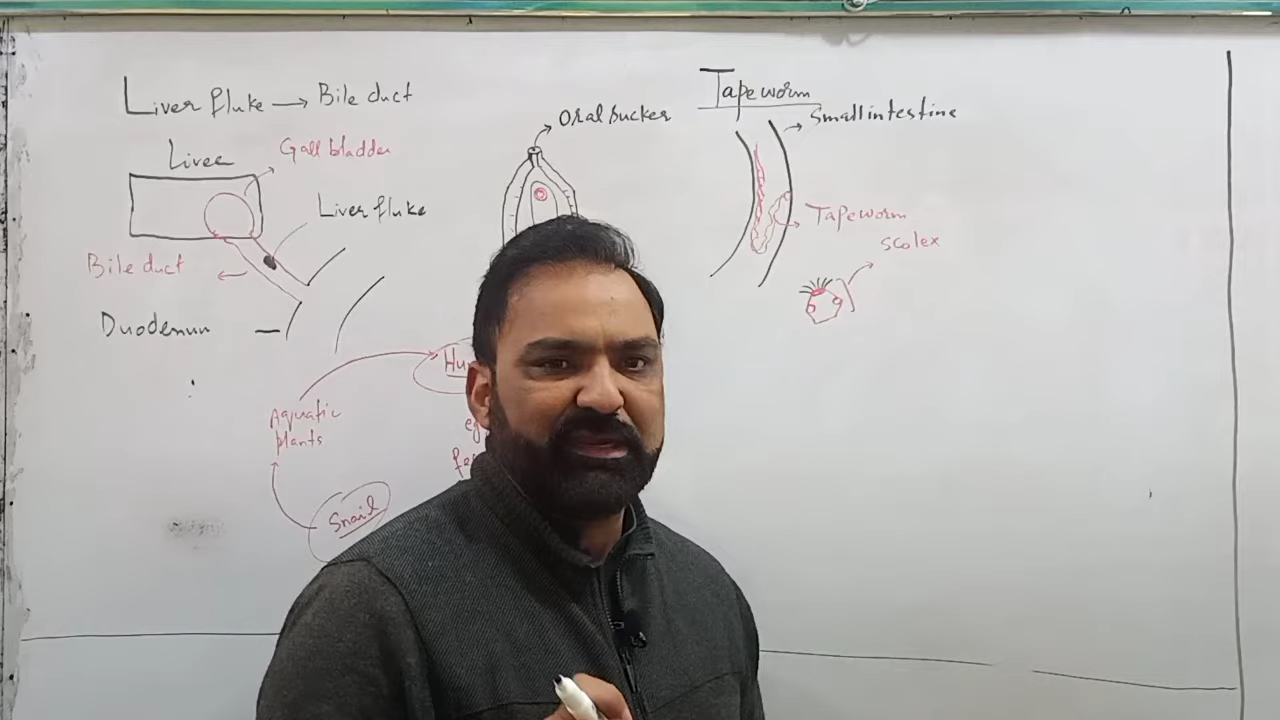 Liver fluke → Bile duct
Liver
Gall bladder
Liver fluke
Bile duct
Duodenum
Oral sucker
Tapeworm
Small intestine
Tapeworm
Scolex
Aquatic
plants
Snail